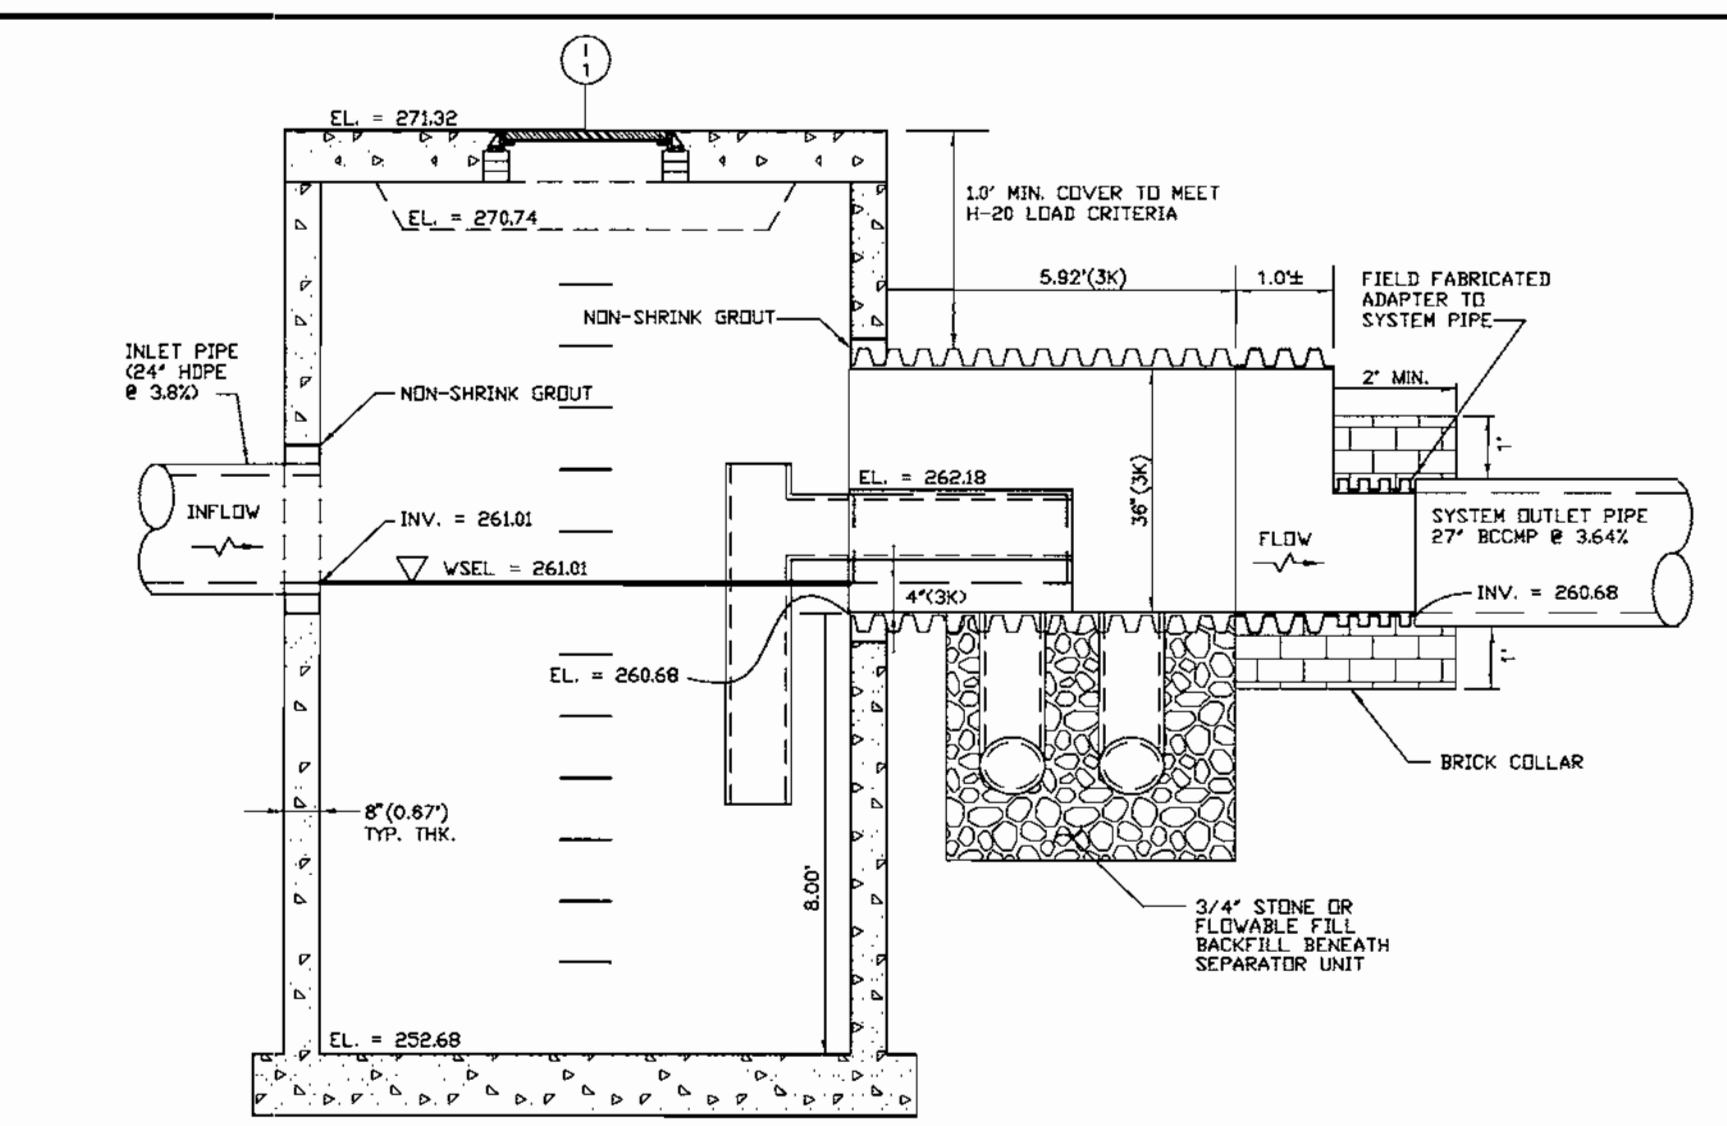 1
1
EL. = 271.32
EL. = 270.74
1.0' MIN. COVER TO MEET
H-20 LOAD CRITERIA
5.92'(3K)
1.0'±
FIELD FABRICATED
ADAPTER TO
SYSTEM PIPE
NON-SHRINK GROUT
INLET PIPE
(24" HDPE
@ 3.8%)
NON-SHRINK GROUT
2" MIN.
1"
EL. = 262.18
36"(3K)
INFLOW
INV. = 261.01
SYSTEM OUTLET PIPE
27" BCCMP @ 3.64%
FLOW
WSEL = 261.01
4"(3K)
INV. = 260.68
EL. = 260.68
1"
BRICK COLLAR
8"(0.67')
TYP. THK.
8.00'
3/4" STONE OR
FLOWABLE FILL
BACKFILL BENEATH
SEPARATOR UNIT
EL. = 252.68